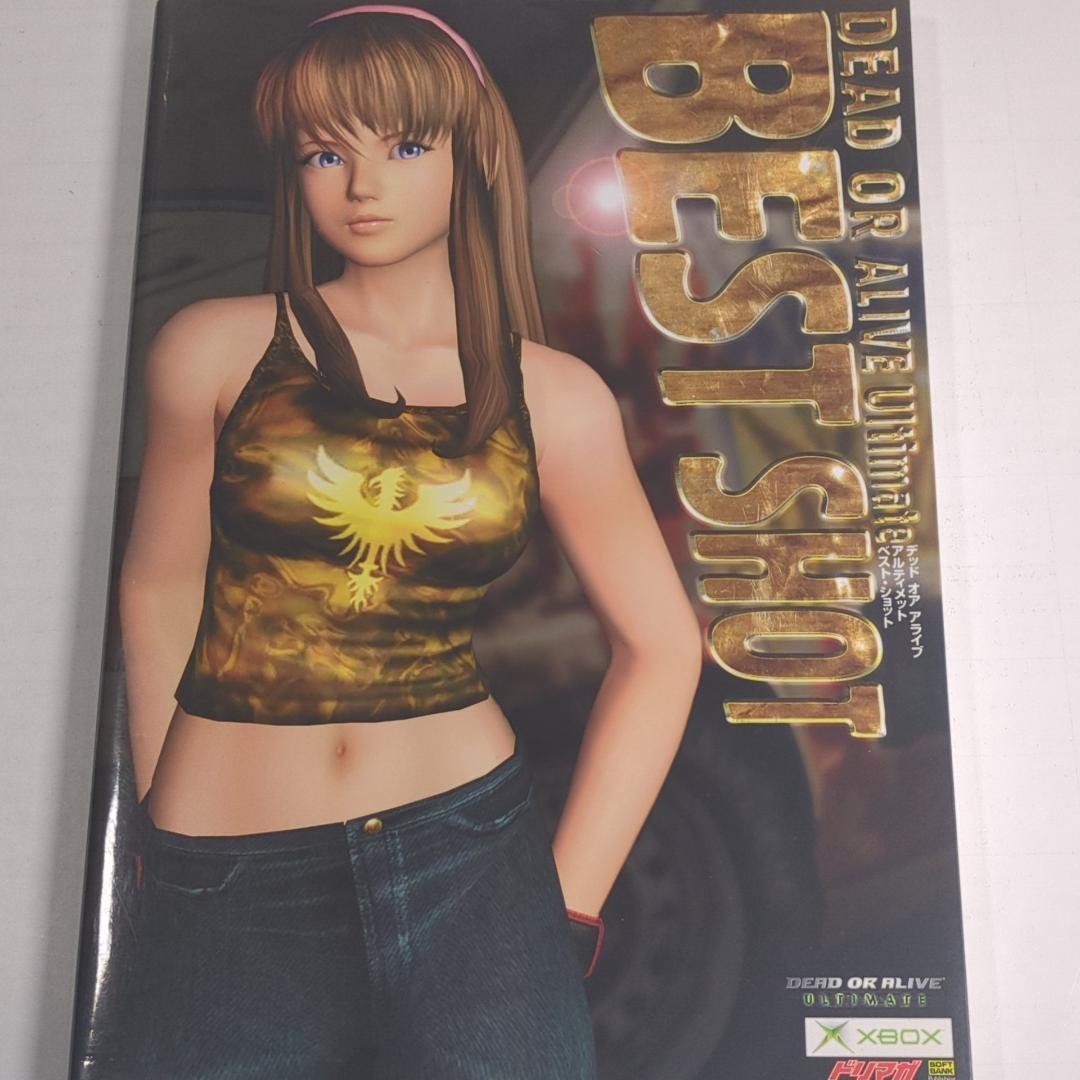 DEAD OR ALIVE Ultimate
BEST SHOT
デッド オア アライブ
アルティメット
ベスト・ショット
DEAD OR ALIVE
ULTIMATE
XBOX
ドリマガ
SOFT
BANK
Publishing